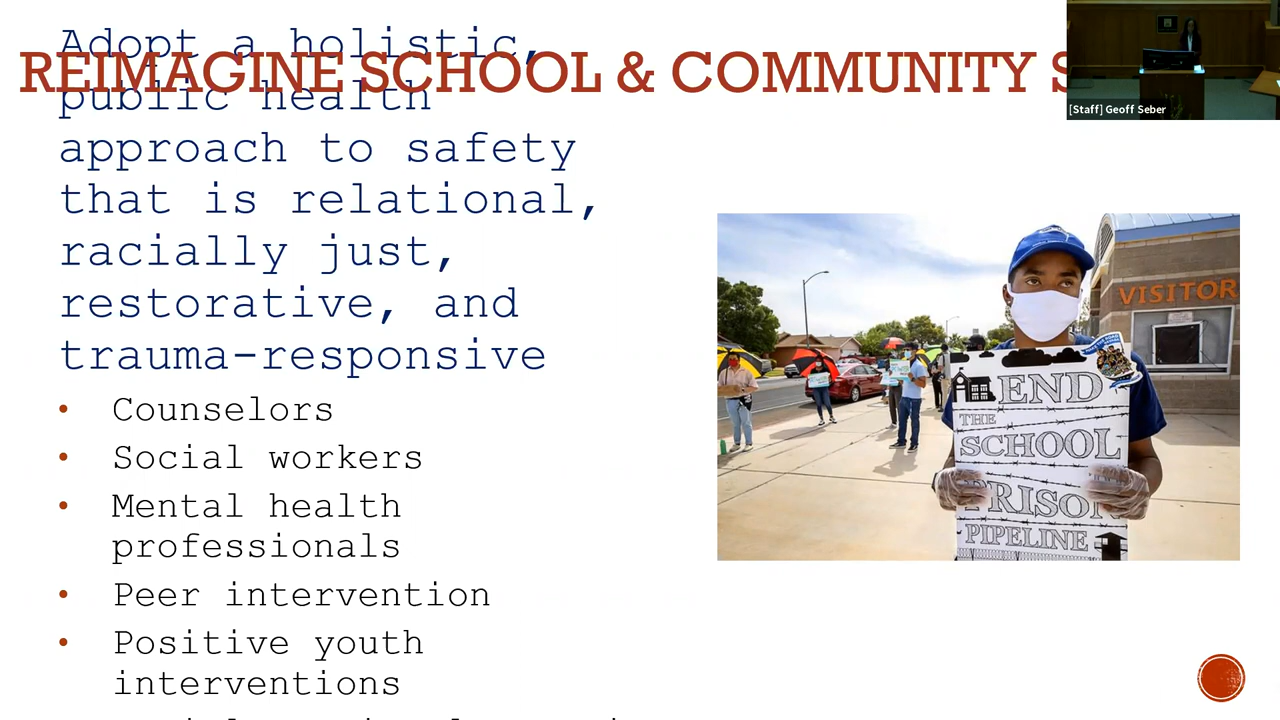 REIMAGINE SCHOOL & COMMUNITY S
Adopt a holistic,
public health
approach to safety
that is relational,
racially just,
restorative, and
trauma-responsive
• Counselors
• Social workers
• Mental health
professionals
• Peer intervention
• Positive youth
interventions
[Staff] Geoff Seber
VISITOR
END
THE
SCHOOL
PRISON
PIPELINE